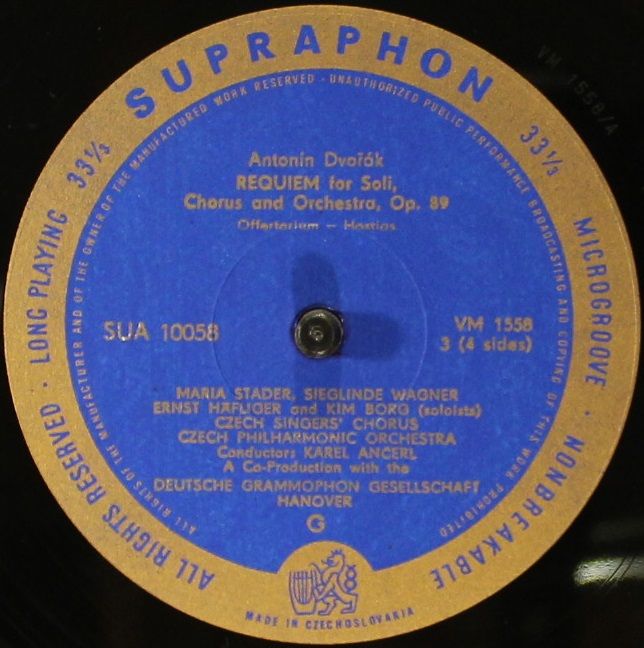 SUPRAPHON
33⅓
33⅓
LONG PLAYING
MICROGROOVE · NONBREAKABLE
ALL RIGHTS RESERVED ·
ALL RIGHTS OF THE MANUFACTURER AND OF THE OWNER OF THE MANUFACTURED WORK RESERVED · UNAUTHORIZED PUBLIC PERFORMANCE BROADCASTING AND COPYING OF THIS WORK PROHIBITED
VM 1558/4
Antonín Dvořák
REQUIEM for Soli,
Chorus and Orchestra, Op. 89
Offertorium — Hostias
SUA 10058
VM 1558
3 (4 sides)
MARIA STADER, SIEGLINDE WAGNER
ERNST HÄFLIGER and KIM BORG (soloists)
CZECH SINGERS' CHORUS
CZECH PHILHARMONIC ORCHESTRA
Conductors KAREL ANČERL
A Co-Production with the
DEUTSCHE GRAMMOPHON GESELLSCHAFT
HANOVER
G
MADE IN CZECHOSLOVAKIA